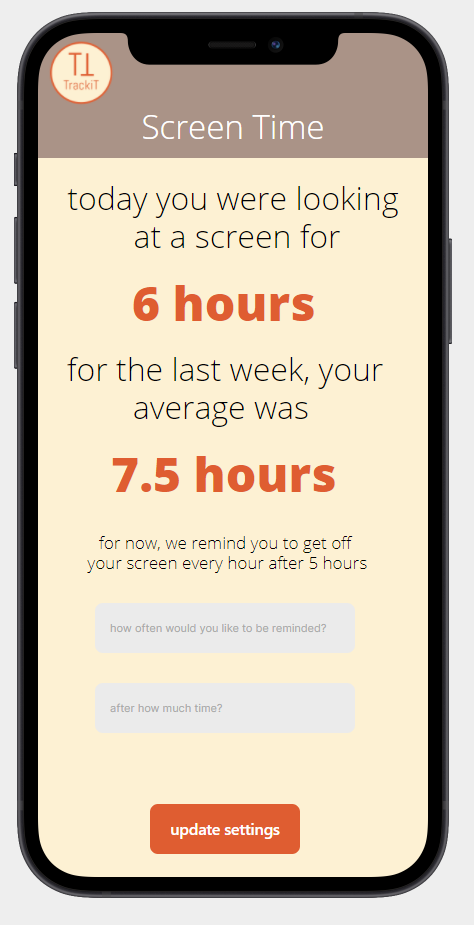 TT
TrackiT
Screen Time
today you were looking
at a screen for
6 hours
for the last week, your
average was
7.5 hours
for now, we remind you to get off
your screen every hour after 5 hours
how often would you like to be reminded?
after how much time?
update settings